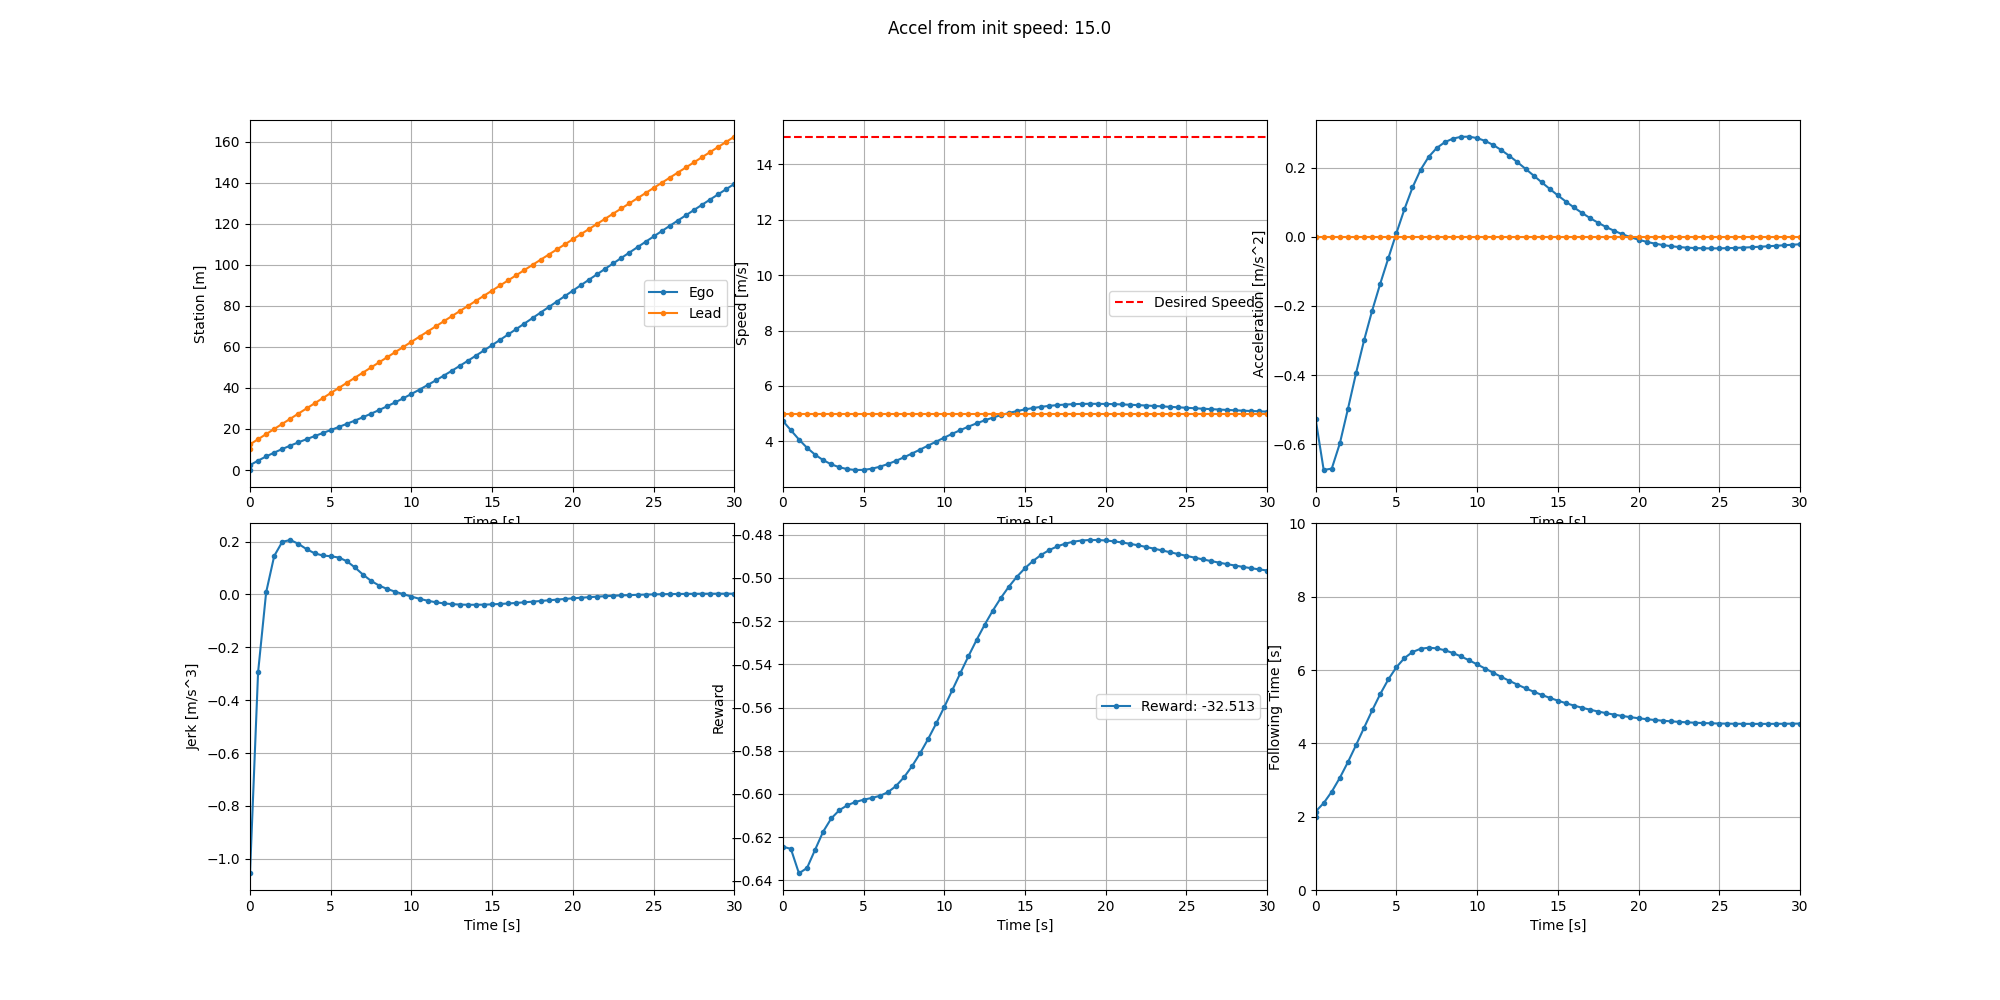 Accel from init speed: 15.0
Station [m]
160
140
120
100
80
60
40
20
0
Ego
Lead
0 5 10 15 20 25 30
Time [s]
Speed [m/s]
14
12
10
8
6
4
Desired Speed
0 5 10 15 20 25 30
Time [s]
Acceleration [m/s^2]
0.2
0.0
−0.2
−0.4
−0.6
0 5 10 15 20 25 30
Time [s]
Jerk [m/s^3]
0.2
0.0
−0.2
−0.4
−0.6
−0.8
−1.0
0 5 10 15 20 25 30
Time [s]
Reward
−0.48
−0.50
−0.52
−0.54
−0.56
−0.58
−0.60
−0.62
−0.64
Reward: -32.513
0 5 10 15 20 25 30
Time [s]
Following Time [s]
10
8
6
4
2
0
0 5 10 15 20 25 30
Time [s]